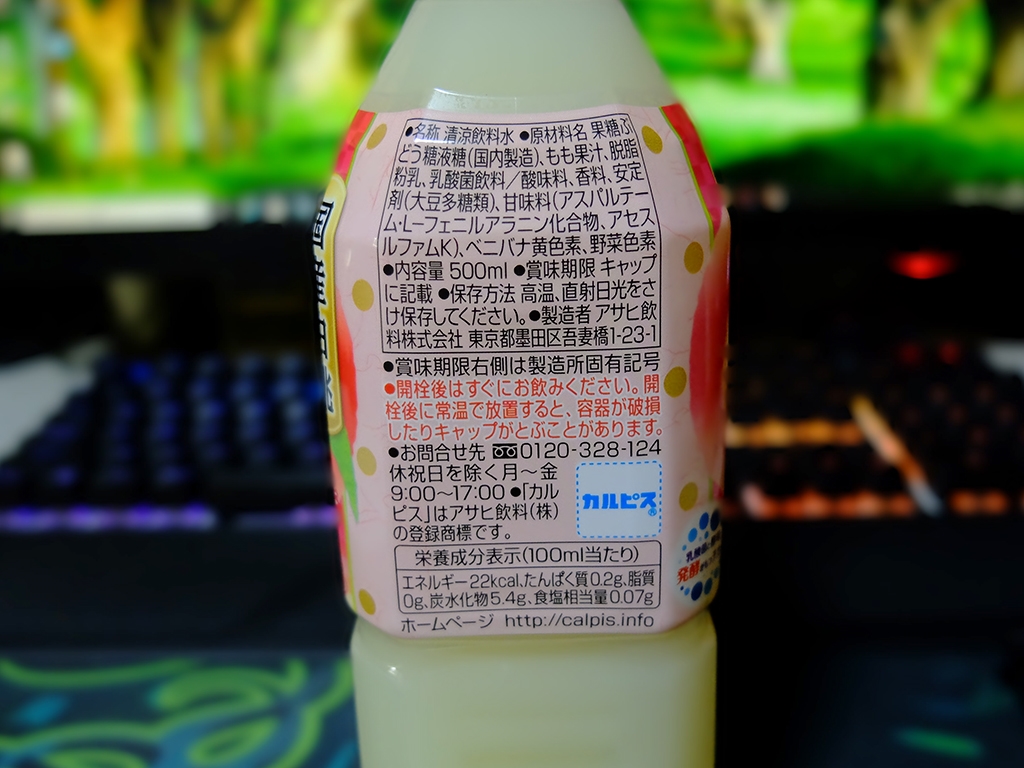 ●名称 清涼飲料水 ●原材料名 果糖ぶ
どう糖液糖(国内製造)、もも果汁、脱脂
粉乳、乳酸菌飲料/酸味料、香料、安定
剤(大豆多糖類)、甘味料(アスパルテー
ム・L-フェニルアラニン化合物、アセス
ルファムK)、ベニバナ黄色素、野菜色素
●内容量 500ml ●賞味期限 キャップ
に記載 ●保存方法 高温、直射日光をさ
け保存してください。●製造者 アサヒ飲
料株式会社 東京都墨田区吾妻橋1-23-1
●賞味期限右側は製造所固有記号
●開栓後はすぐにお飲みください。開
栓後に常温で放置すると、容器が破損
したりキャップがとぶことがあります。
●お問合せ先 0120-328-124
休祝日を除く月〜金
9:00〜17:00 ●「カル
ピス」はアサヒ飲料(株)
の登録商標です。
カルピス®
栄養成分表示(100ml当たり)
エネルギー22kcal、たんぱく質0.2g、脂質
0g、炭水化物5.4g、食塩相当量0.07g
ホームページ http://calpis.info
乳酸菌
発酵
国産